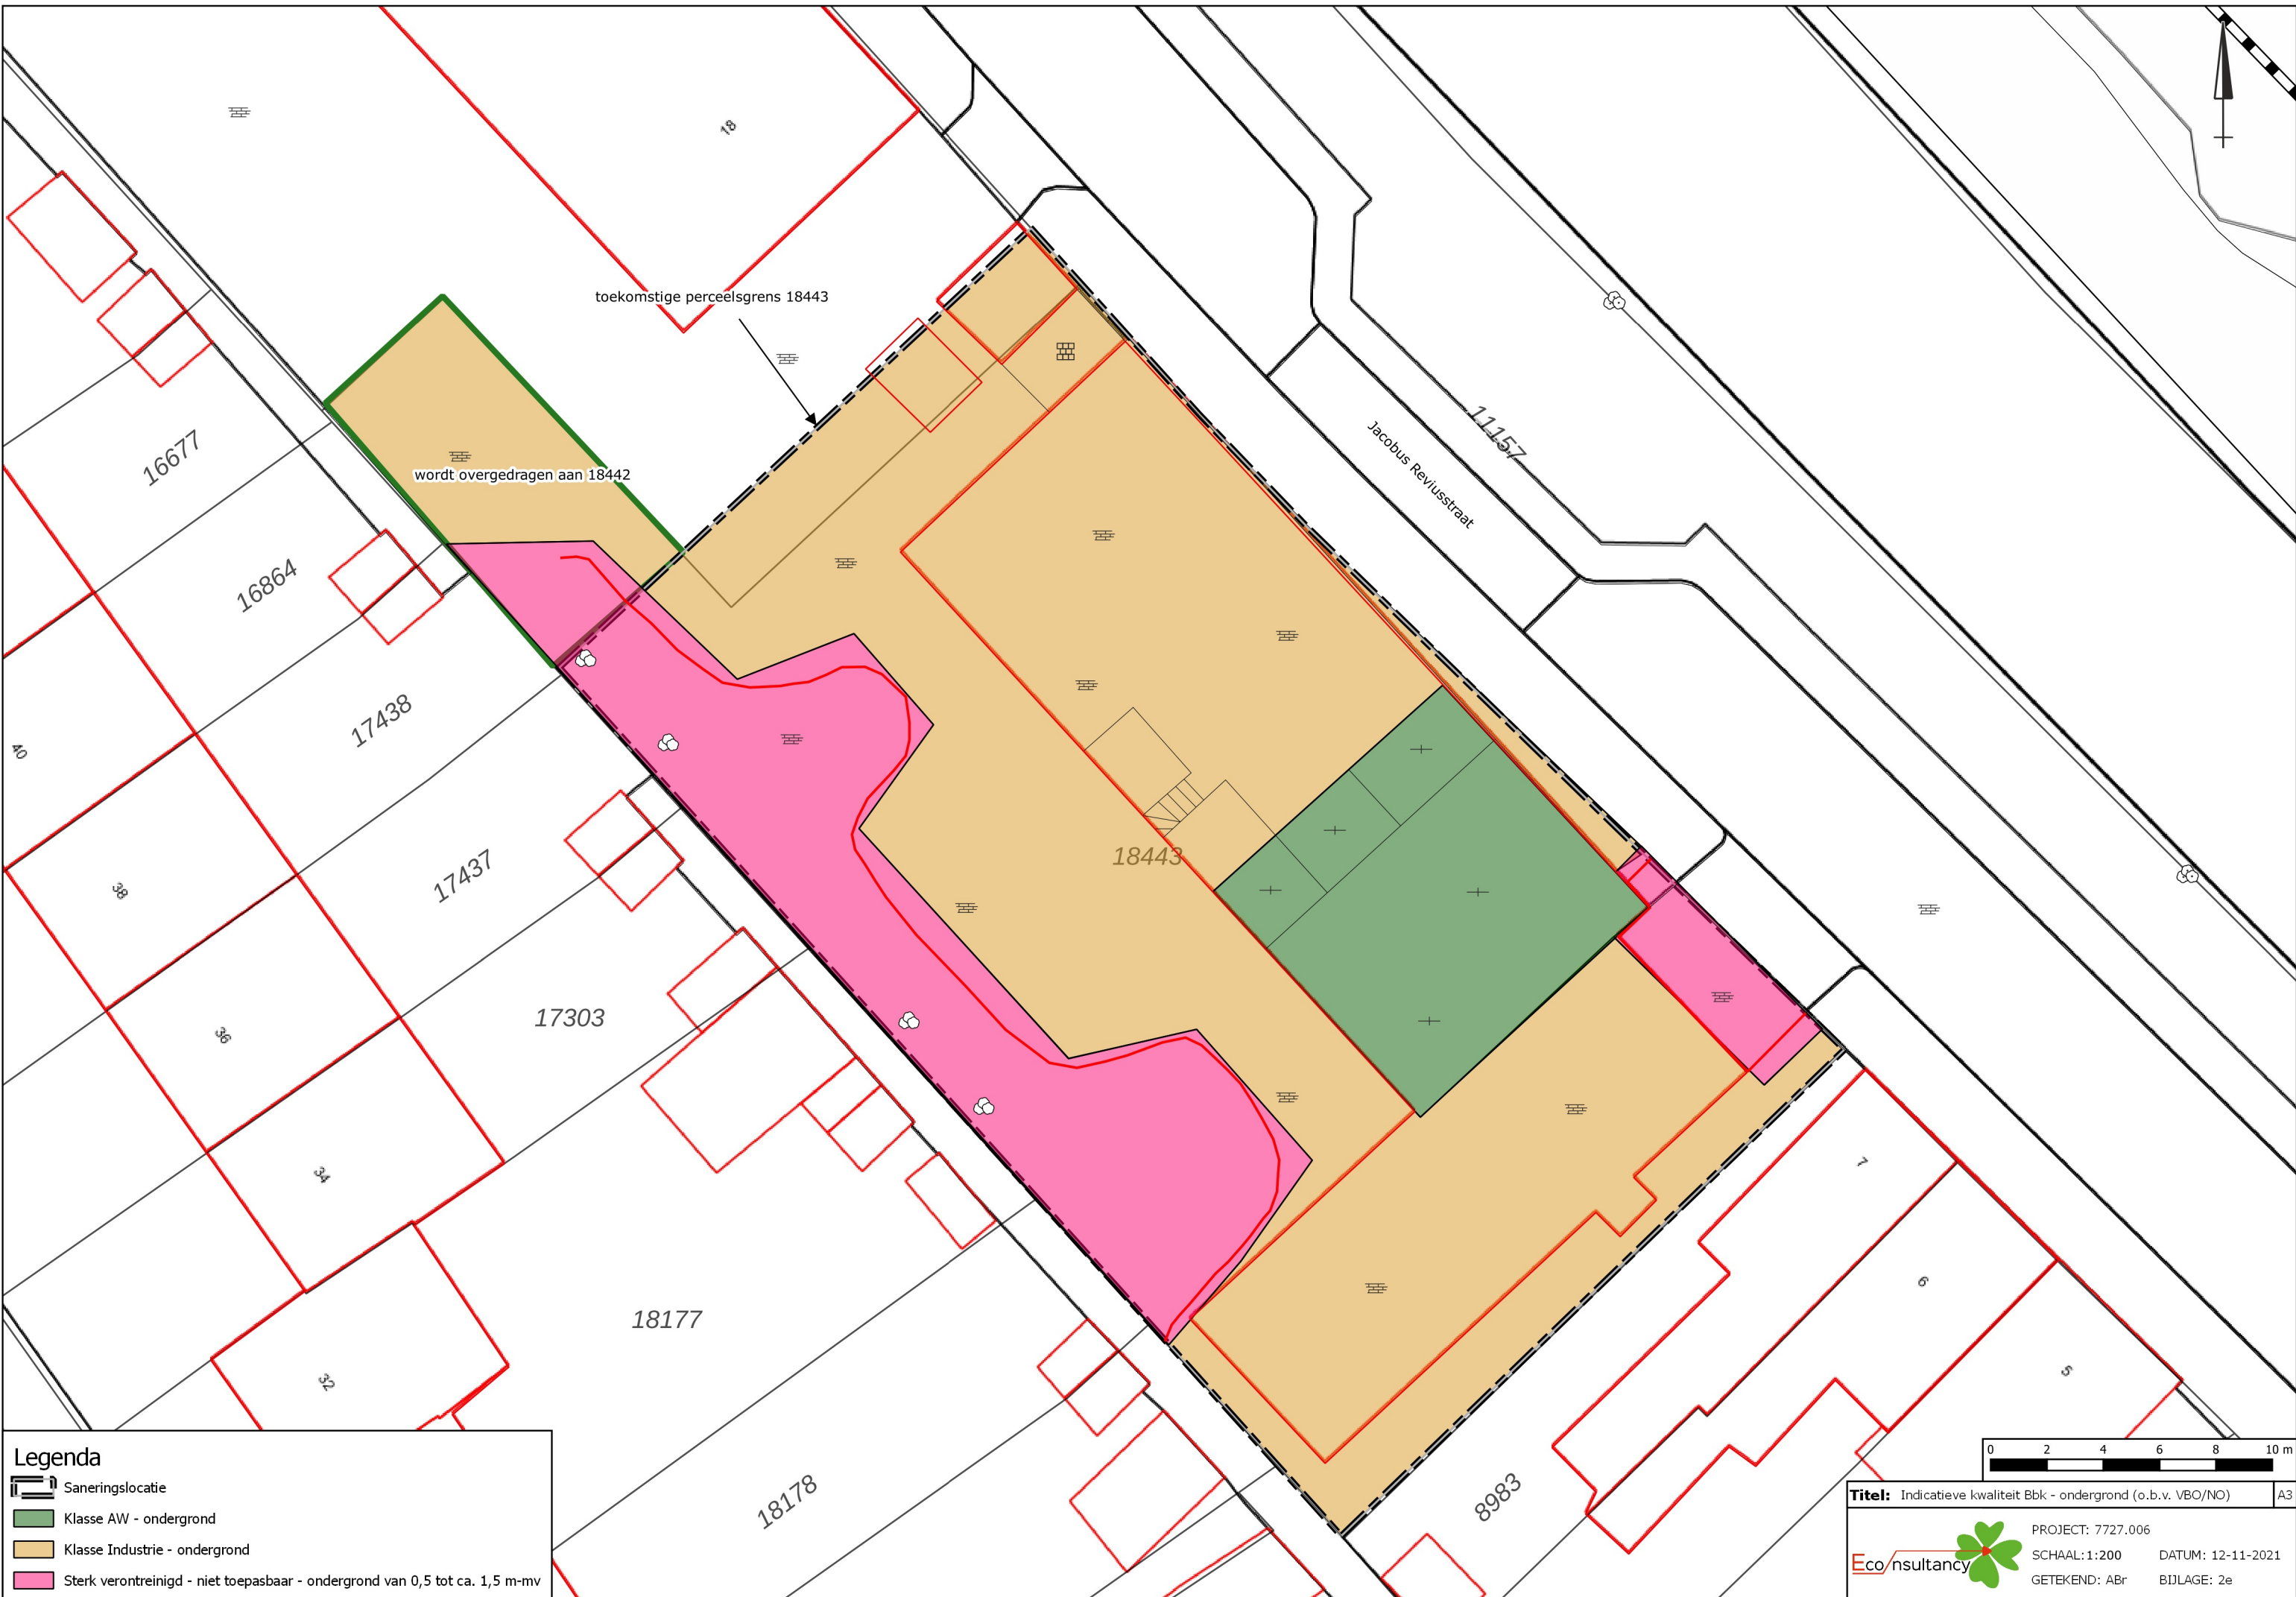 18
toekomstige perceelsgrens 18443
11157
Jacobus Reviusstraat
16677
wordt overgedragen aan 18442
16864
17438
40
18443
17437
38
17303
36
34
7
18177
6
32
5
18178
8983
Legenda
Saneringslocatie
Klasse AW - ondergrond
Klasse Industrie - ondergrond
Sterk verontreinigd - niet toepasbaar - ondergrond van 0,5 tot ca. 1,5 m-mv
0 2 4 6 8 10 m
Titel: Indicatieve kwaliteit Bbk - ondergrond (o.b.v. VBO/NO) A3
Econsultancy
PROJECT: 7727.006
SCHAAL:1:200 DATUM: 12-11-2021
GETEKEND: ABr BIJLAGE: 2e